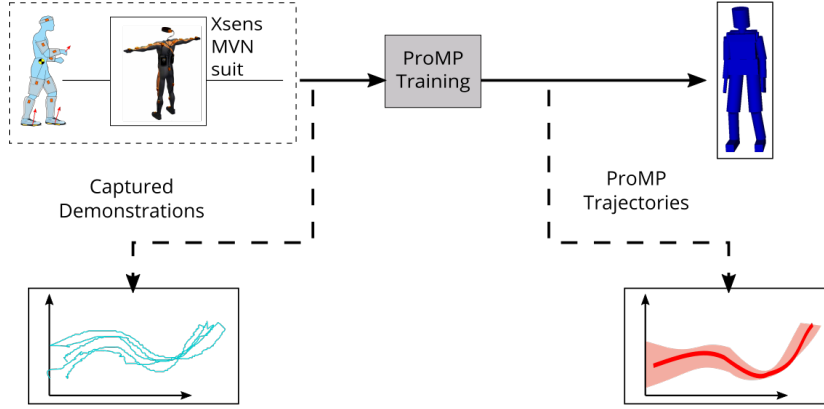 Xsens
MVN
suit
ProMP
Training
Captured
Demonstrations
ProMP
Trajectories